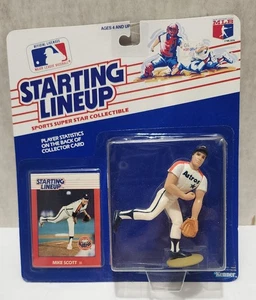 AGES 4 AND UP
MLB
STARTING
LINEUP
SPORTS SUPER STAR COLLECTIBLE
PLAYER STATISTICS
ON THE BACK OF
COLLECTOR CARD
STARTING
LINEUP
MIKE SCOTT
Astros
Kenner